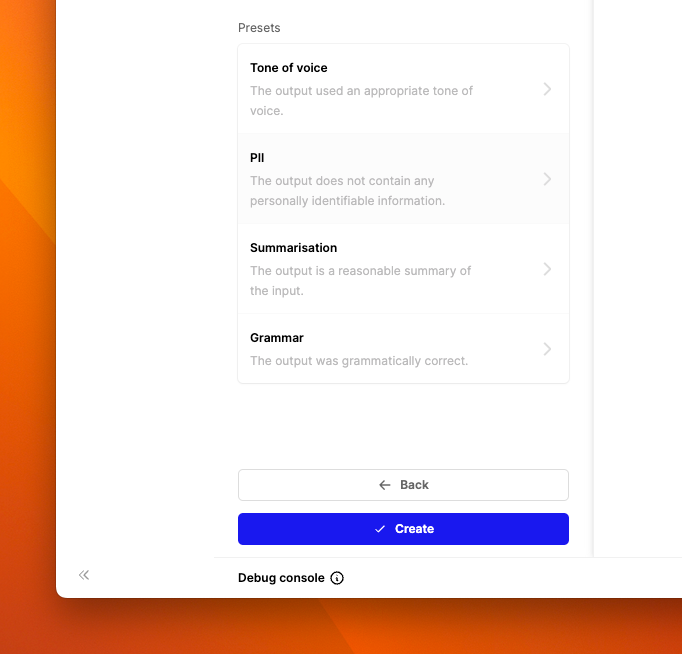 Presets
Tone of voice
The output used an appropriate tone of
voice.
PII
The output does not contain any
personally identifiable information.
Summarisation
The output is a reasonable summary of
the input.
Grammar
The output was grammatically correct.
Back
Create
Debug console